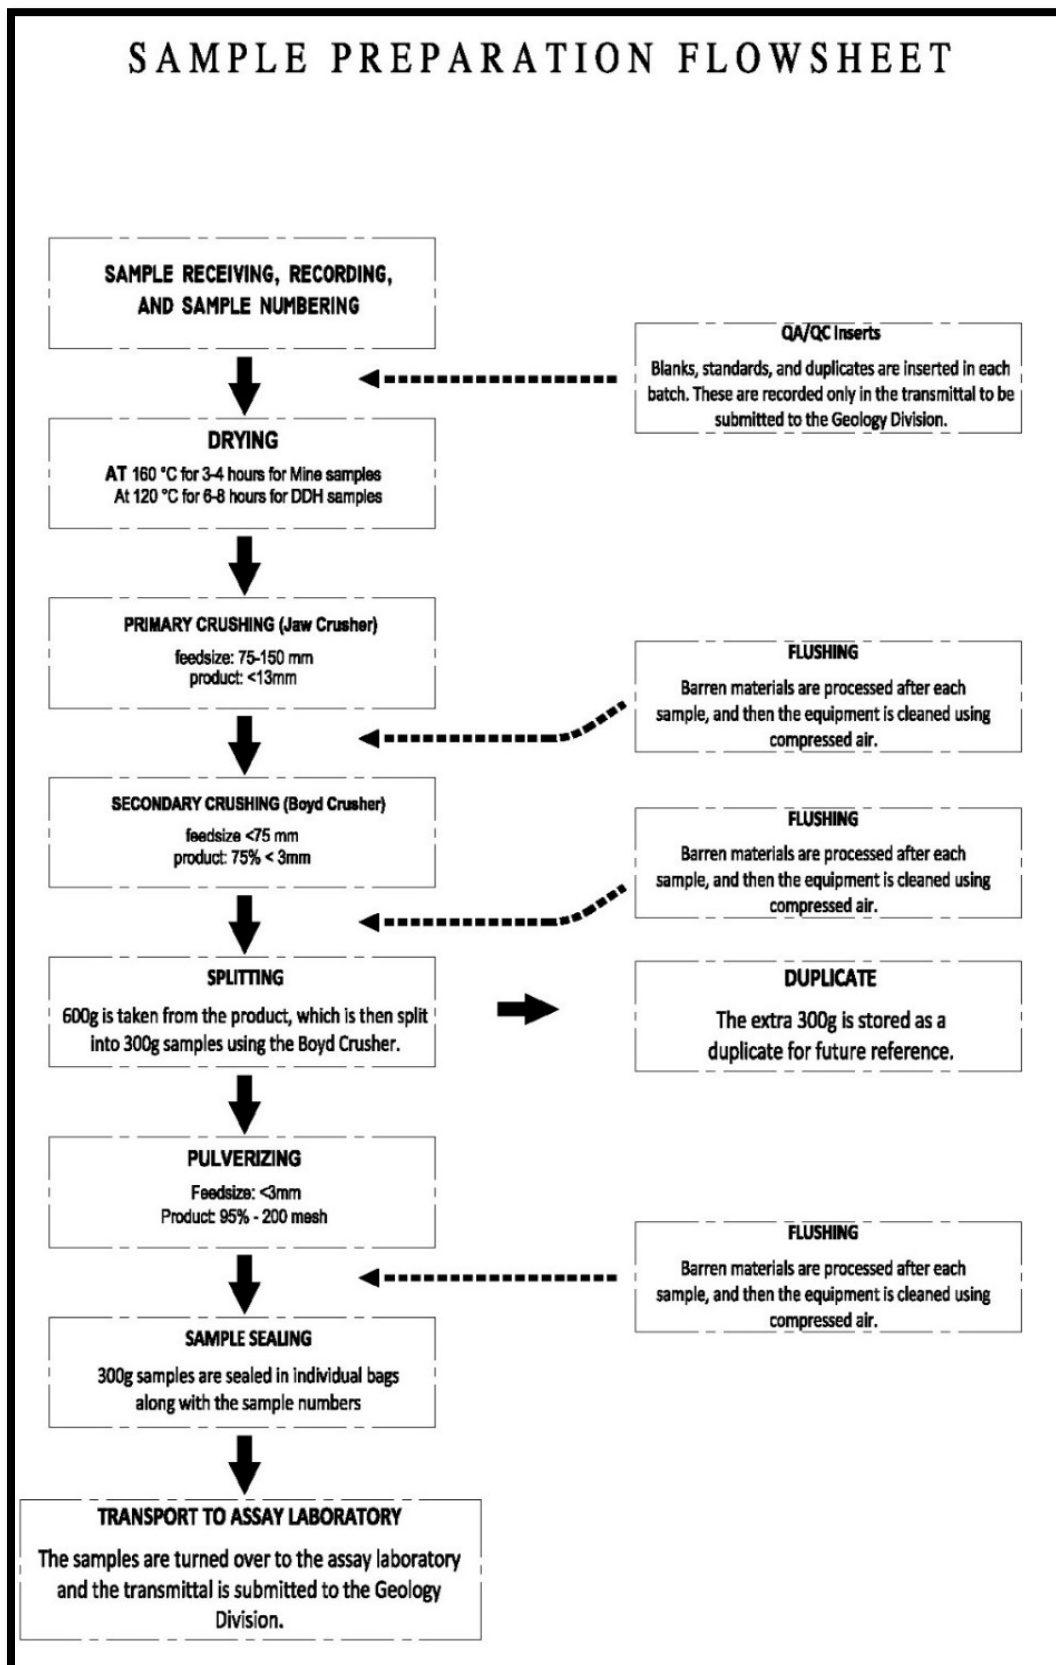 SAMPLE PREPARATION FLOWSHEET
SAMPLE RECEIVING, RECORDING,
AND SAMPLE NUMBERING
QA/QC Inserts
Blanks, standards, and duplicates are inserted in each
batch. These are recorded only in the transmittal to be
submitted to the Geology Division.
DRYING
AT 160 °C for 3-4 hours for Mine samples
At 120 °C for 6-8 hours for DDH samples
PRIMARY CRUSHING (Jaw Crusher)
feedsize: 75-150 mm
product: <13mm
FLUSHING
Barren materials are processed after each
sample, and then the equipment is cleaned using
compressed air.
SECONDARY CRUSHING (Boyd Crusher)
feedsize <75 mm
product: 75% < 3mm
FLUSHING
Barren materials are processed after each
sample, and then the equipment is cleaned using
compressed air.
SPLITTING
600g is taken from the product, which is then split
into 300g samples using the Boyd Crusher.
DUPLICATE
The extra 300g is stored as a
duplicate for future reference.
PULVERIZING
Feedsize: <3mm
Product: 95% - 200 mesh
FLUSHING
Barren materials are processed after each
sample, and then the equipment is cleaned using
compressed air.
SAMPLE SEALING
300g samples are sealed in individual bags
along with the sample numbers
TRANSPORT TO ASSAY LABORATORY
The samples are turned over to the assay laboratory
and the transmittal is submitted to the Geology
Division.